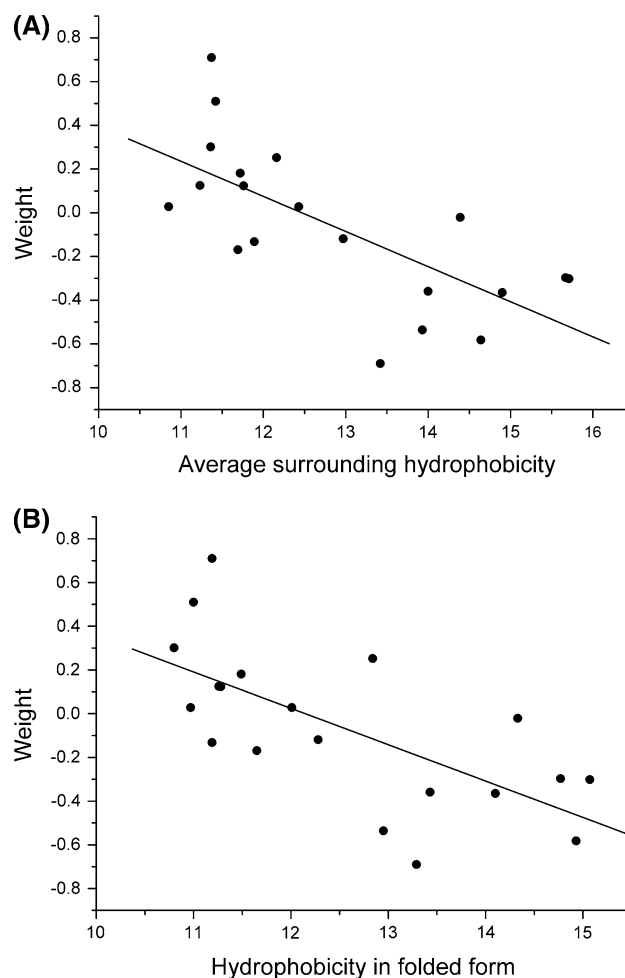 (A)
0.8
0.6
0.4
0.2
0.0
-0.2
-0.4
-0.6
-0.8
Weight
10 11 12 13 14 15 16
Average surrounding hydrophobicity
(B)
0.8
0.6
0.4
0.2
0.0
-0.2
-0.4
-0.6
-0.8
Weight
10 11 12 13 14 15
Hydrophobicity in folded form